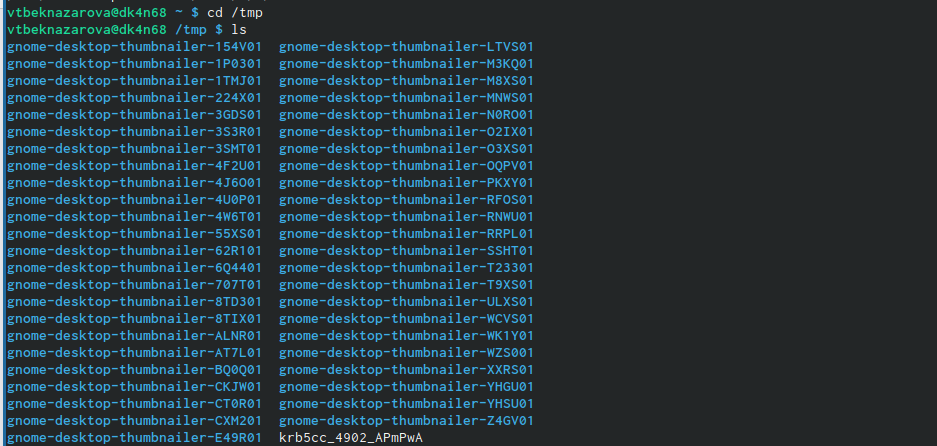 vtbeknazarova@dk4n68 ~ $ cd /tmp
vtbeknazarova@dk4n68 /tmp $ ls
gnome-desktop-thumbnailer-154V01  gnome-desktop-thumbnailer-LTVS01
gnome-desktop-thumbnailer-1P0301  gnome-desktop-thumbnailer-M3KQ01
gnome-desktop-thumbnailer-1TMJ01  gnome-desktop-thumbnailer-M8XS01
gnome-desktop-thumbnailer-224X01  gnome-desktop-thumbnailer-MNWS01
gnome-desktop-thumbnailer-3GDS01  gnome-desktop-thumbnailer-N0RO01
gnome-desktop-thumbnailer-3S3R01  gnome-desktop-thumbnailer-O2IX01
gnome-desktop-thumbnailer-3SMT01  gnome-desktop-thumbnailer-O3XS01
gnome-desktop-thumbnailer-4F2U01  gnome-desktop-thumbnailer-OQPV01
gnome-desktop-thumbnailer-4J6O01  gnome-desktop-thumbnailer-PKXY01
gnome-desktop-thumbnailer-4U0P01  gnome-desktop-thumbnailer-RFOS01
gnome-desktop-thumbnailer-4W6T01  gnome-desktop-thumbnailer-RNWU01
gnome-desktop-thumbnailer-55XS01  gnome-desktop-thumbnailer-RRPL01
gnome-desktop-thumbnailer-62R101  gnome-desktop-thumbnailer-SSHT01
gnome-desktop-thumbnailer-6Q4401  gnome-desktop-thumbnailer-T23301
gnome-desktop-thumbnailer-707T01  gnome-desktop-thumbnailer-T9XS01
gnome-desktop-thumbnailer-8TD301  gnome-desktop-thumbnailer-ULXS01
gnome-desktop-thumbnailer-8TIX01  gnome-desktop-thumbnailer-WCVS01
gnome-desktop-thumbnailer-ALNR01  gnome-desktop-thumbnailer-WK1Y01
gnome-desktop-thumbnailer-AT7L01  gnome-desktop-thumbnailer-WZS001
gnome-desktop-thumbnailer-BQ0Q01  gnome-desktop-thumbnailer-XXRS01
gnome-desktop-thumbnailer-CKJW01  gnome-desktop-thumbnailer-YHGU01
gnome-desktop-thumbnailer-CT0R01  gnome-desktop-thumbnailer-YHSU01
gnome-desktop-thumbnailer-CXM201  gnome-desktop-thumbnailer-Z4GV01
gnome-desktop-thumbnailer-E49R01  krb5cc_4902_APmPwA